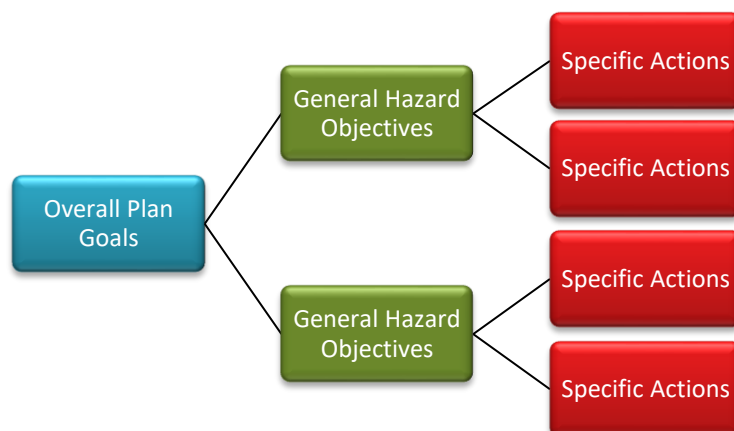 Overall Plan
Goals
General Hazard
Objectives
Specific Actions
Specific Actions
General Hazard
Objectives
Specific Actions
Specific Actions